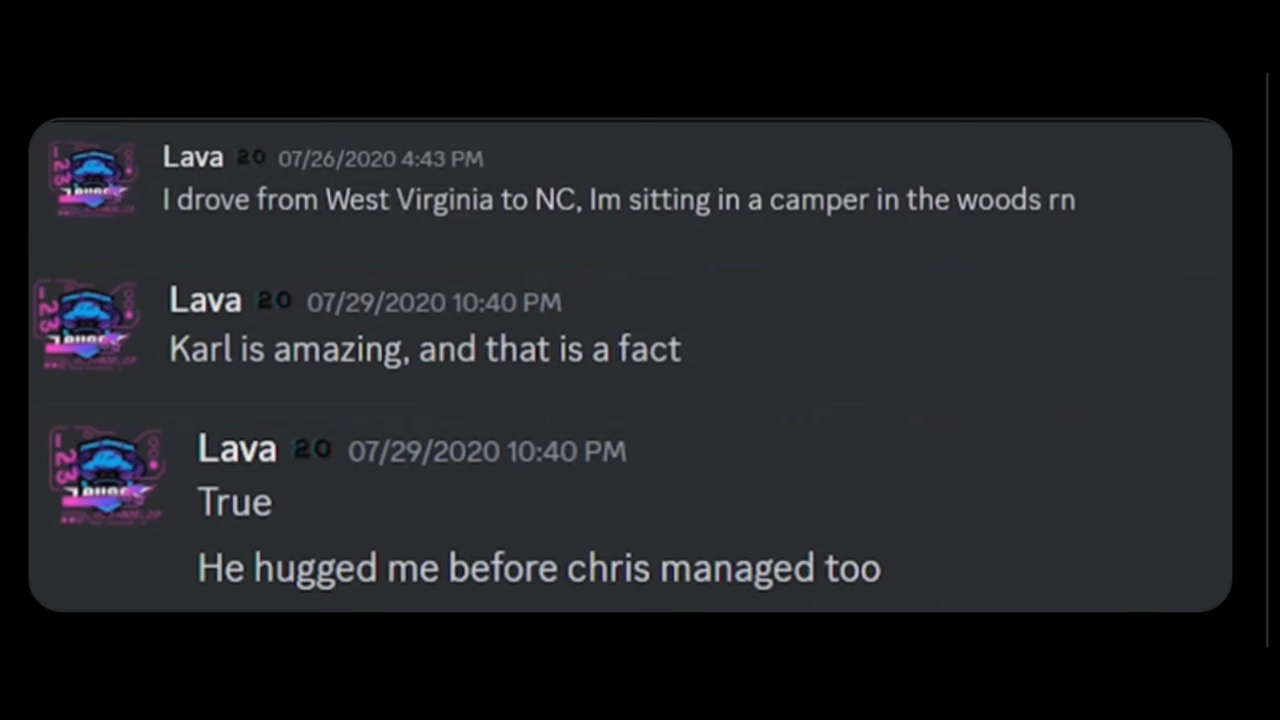 Lava 20 07/26/2020 4:43 PM
I drove from West Virginia to NC, Im sitting in a camper in the woods rn
Lava 20 07/29/2020 10:40 PM
Karl is amazing, and that is a fact
Lava 20 07/29/2020 10:40 PM
True
He hugged me before chris managed too